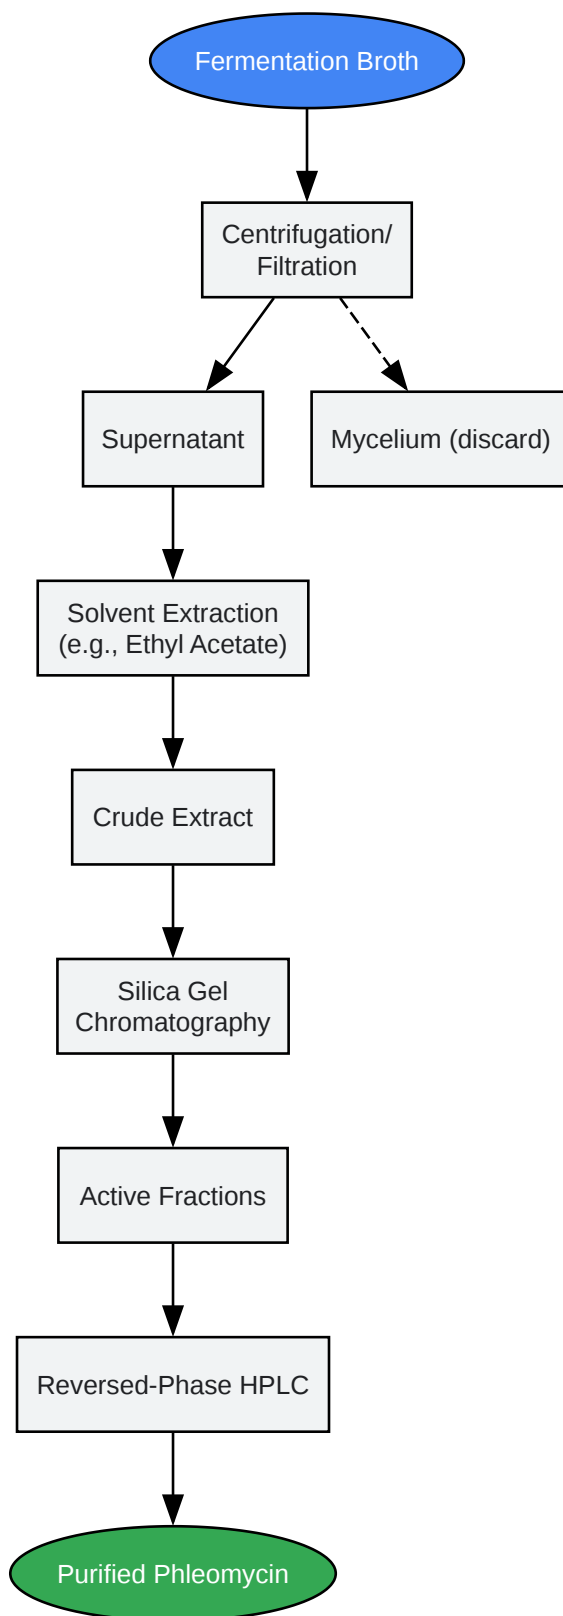 Fermentation Broth
Centrifugation/
Filtration
Supernatant
Mycelium (discard)
Solvent Extraction
(e.g., Ethyl Acetate)
Crude Extract
Silica Gel
Chromatography
Active Fractions
Reversed-Phase HPLC
Purified Phleomycin